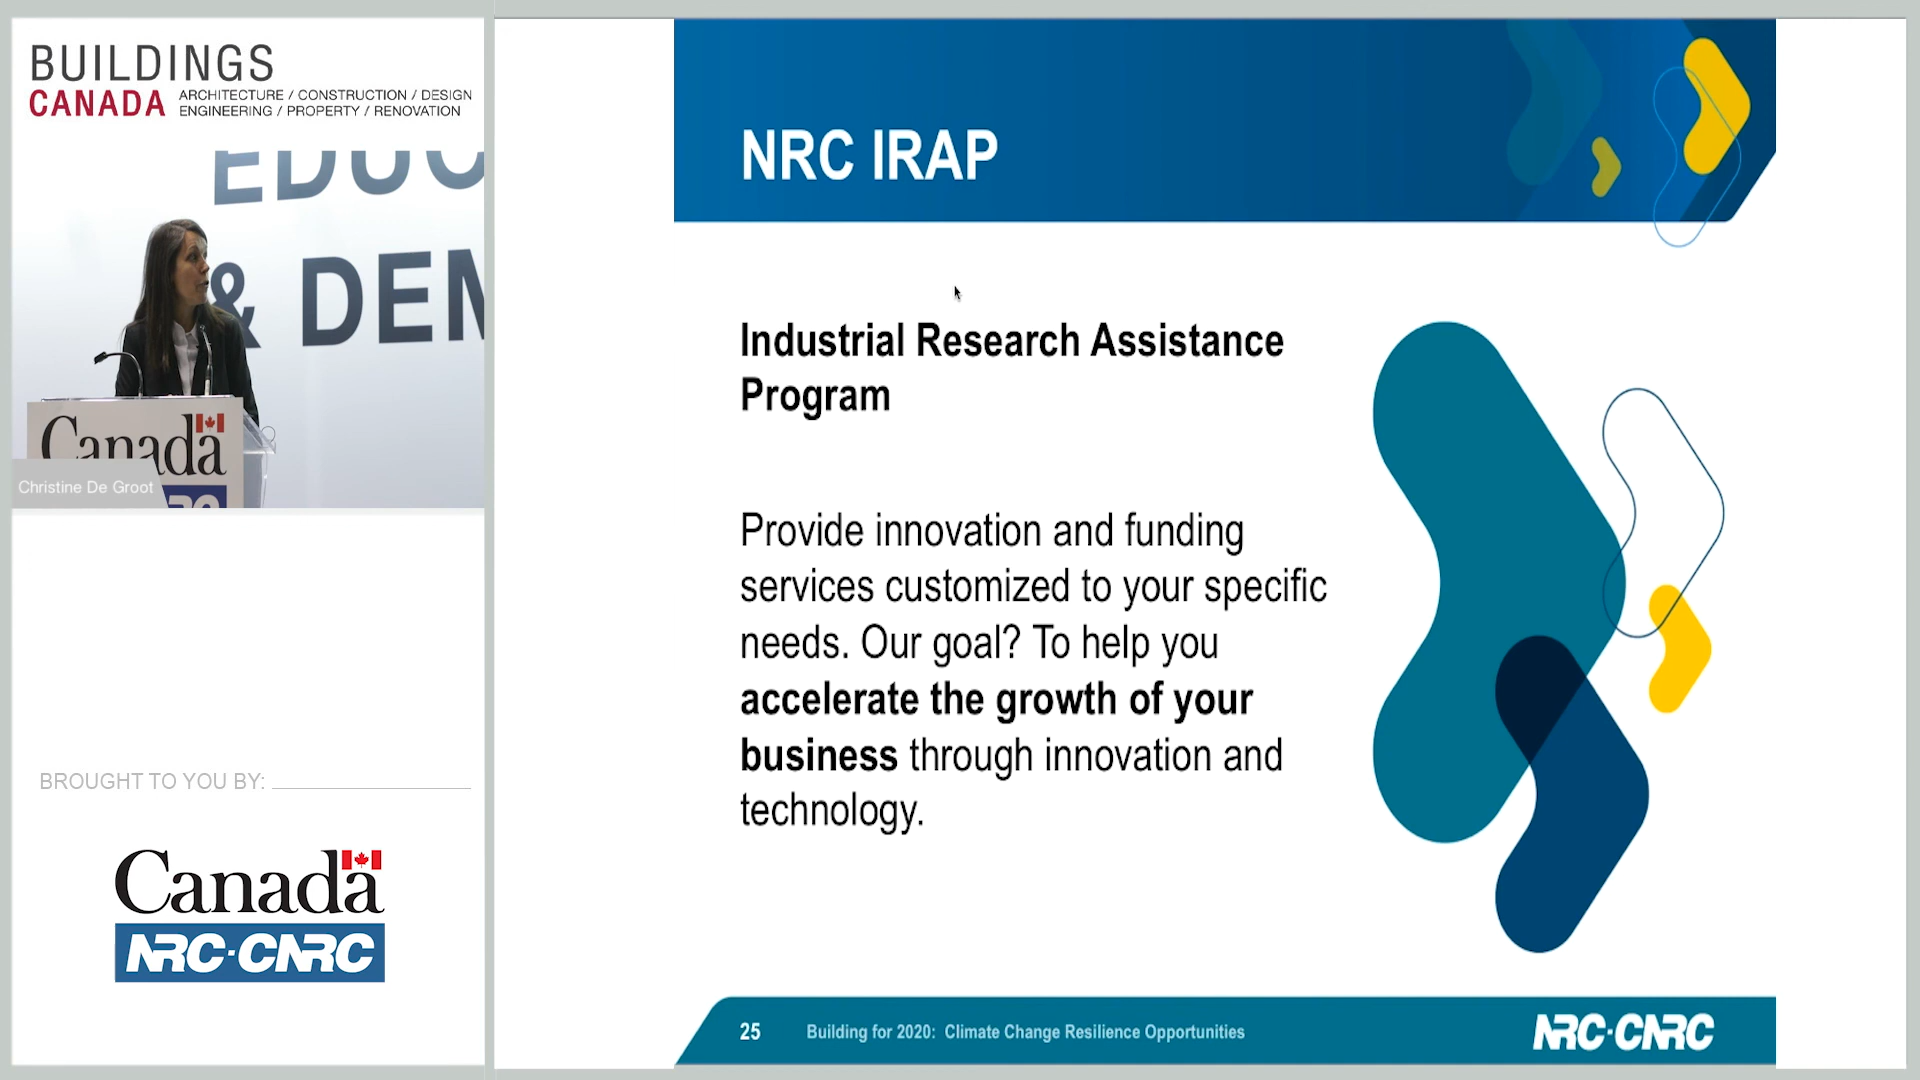 BUILDINGS
CANADA
ARCHITECTURE / CONSTRUCTION / DESIGN
ENGINEERING / PROPERTY / RENOVATION
& DEM
Canada
Christine De Groot
BROUGHT TO YOU BY:
Canada
NRC·CNRC
NRC IRAP
Industrial Research Assistance
Program
Provide innovation and funding
services customized to your specific
needs. Our goal? To help you
accelerate the growth of your
business through innovation and
technology.
25
Building for 2020: Climate Change Resilience Opportunities
NRC·CNRC